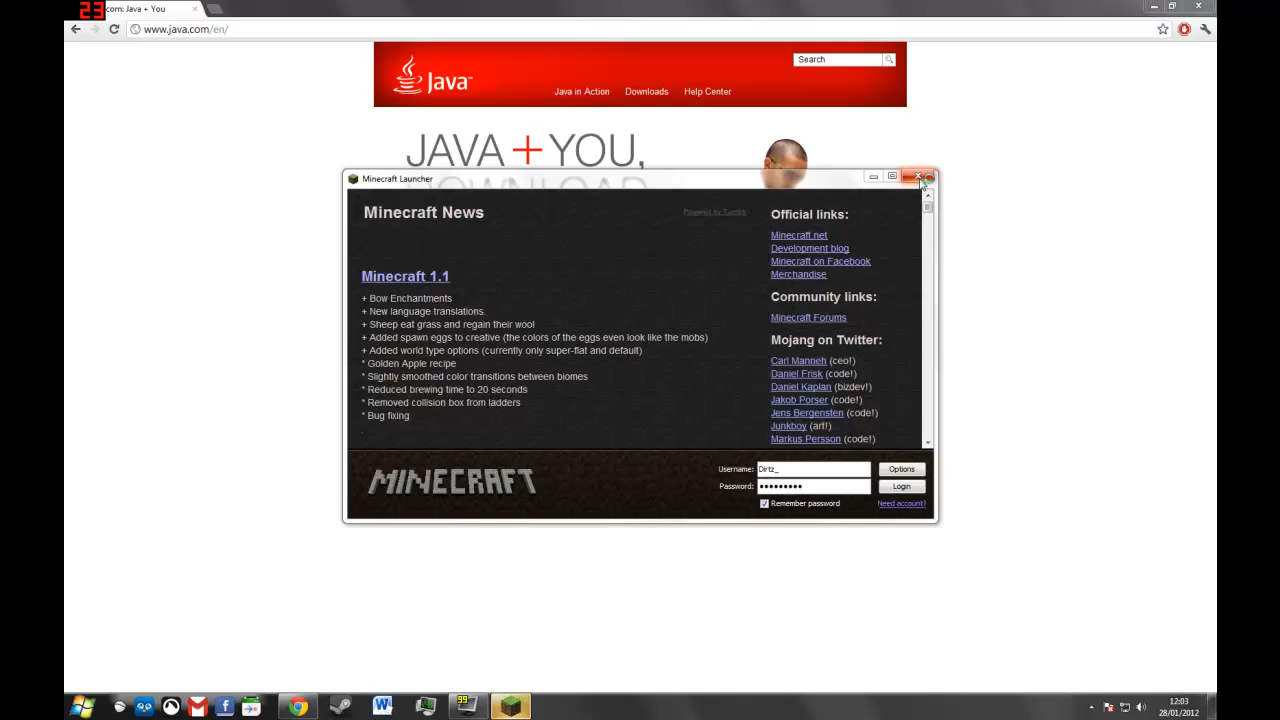 23
com: Java + You
www.java.com/en/
Search
Java
Java in Action
Downloads
Help Center
JAVA + YOU,
DOWNLOAD
Minecraft Launcher
Minecraft News
Powered by Tumblr
Minecraft 1.1
+ Bow Enchantments
+ New language translations.
+ Sheep eat grass and regain their wool
+ Added spawn eggs to creative (the colors of the eggs even look like the mobs)
+ Added world type options (currently only super-flat and default)
* Golden Apple recipe
* Slightly smoothed color transitions between biomes
* Reduced brewing time to 20 seconds
* Removed collision box from ladders
* Bug fixing
Official links:
Minecraft.net
Development blog
Minecraft on Facebook
Merchandise
Community links:
Minecraft Forums
Mojang on Twitter:
Carl Manneh (ceo!)
Daniel Frisk (code!)
Daniel Kaplan (bizdev!)
Jakob Porser (code!)
Jens Bergensten (code!)
Junkboy (art!)
Markus Persson (code!)
MINECRAFT
Username: Dirtz_
Options
Password: •••••••••
Login
Remember password
Need account?
99
12:03
28/01/2012